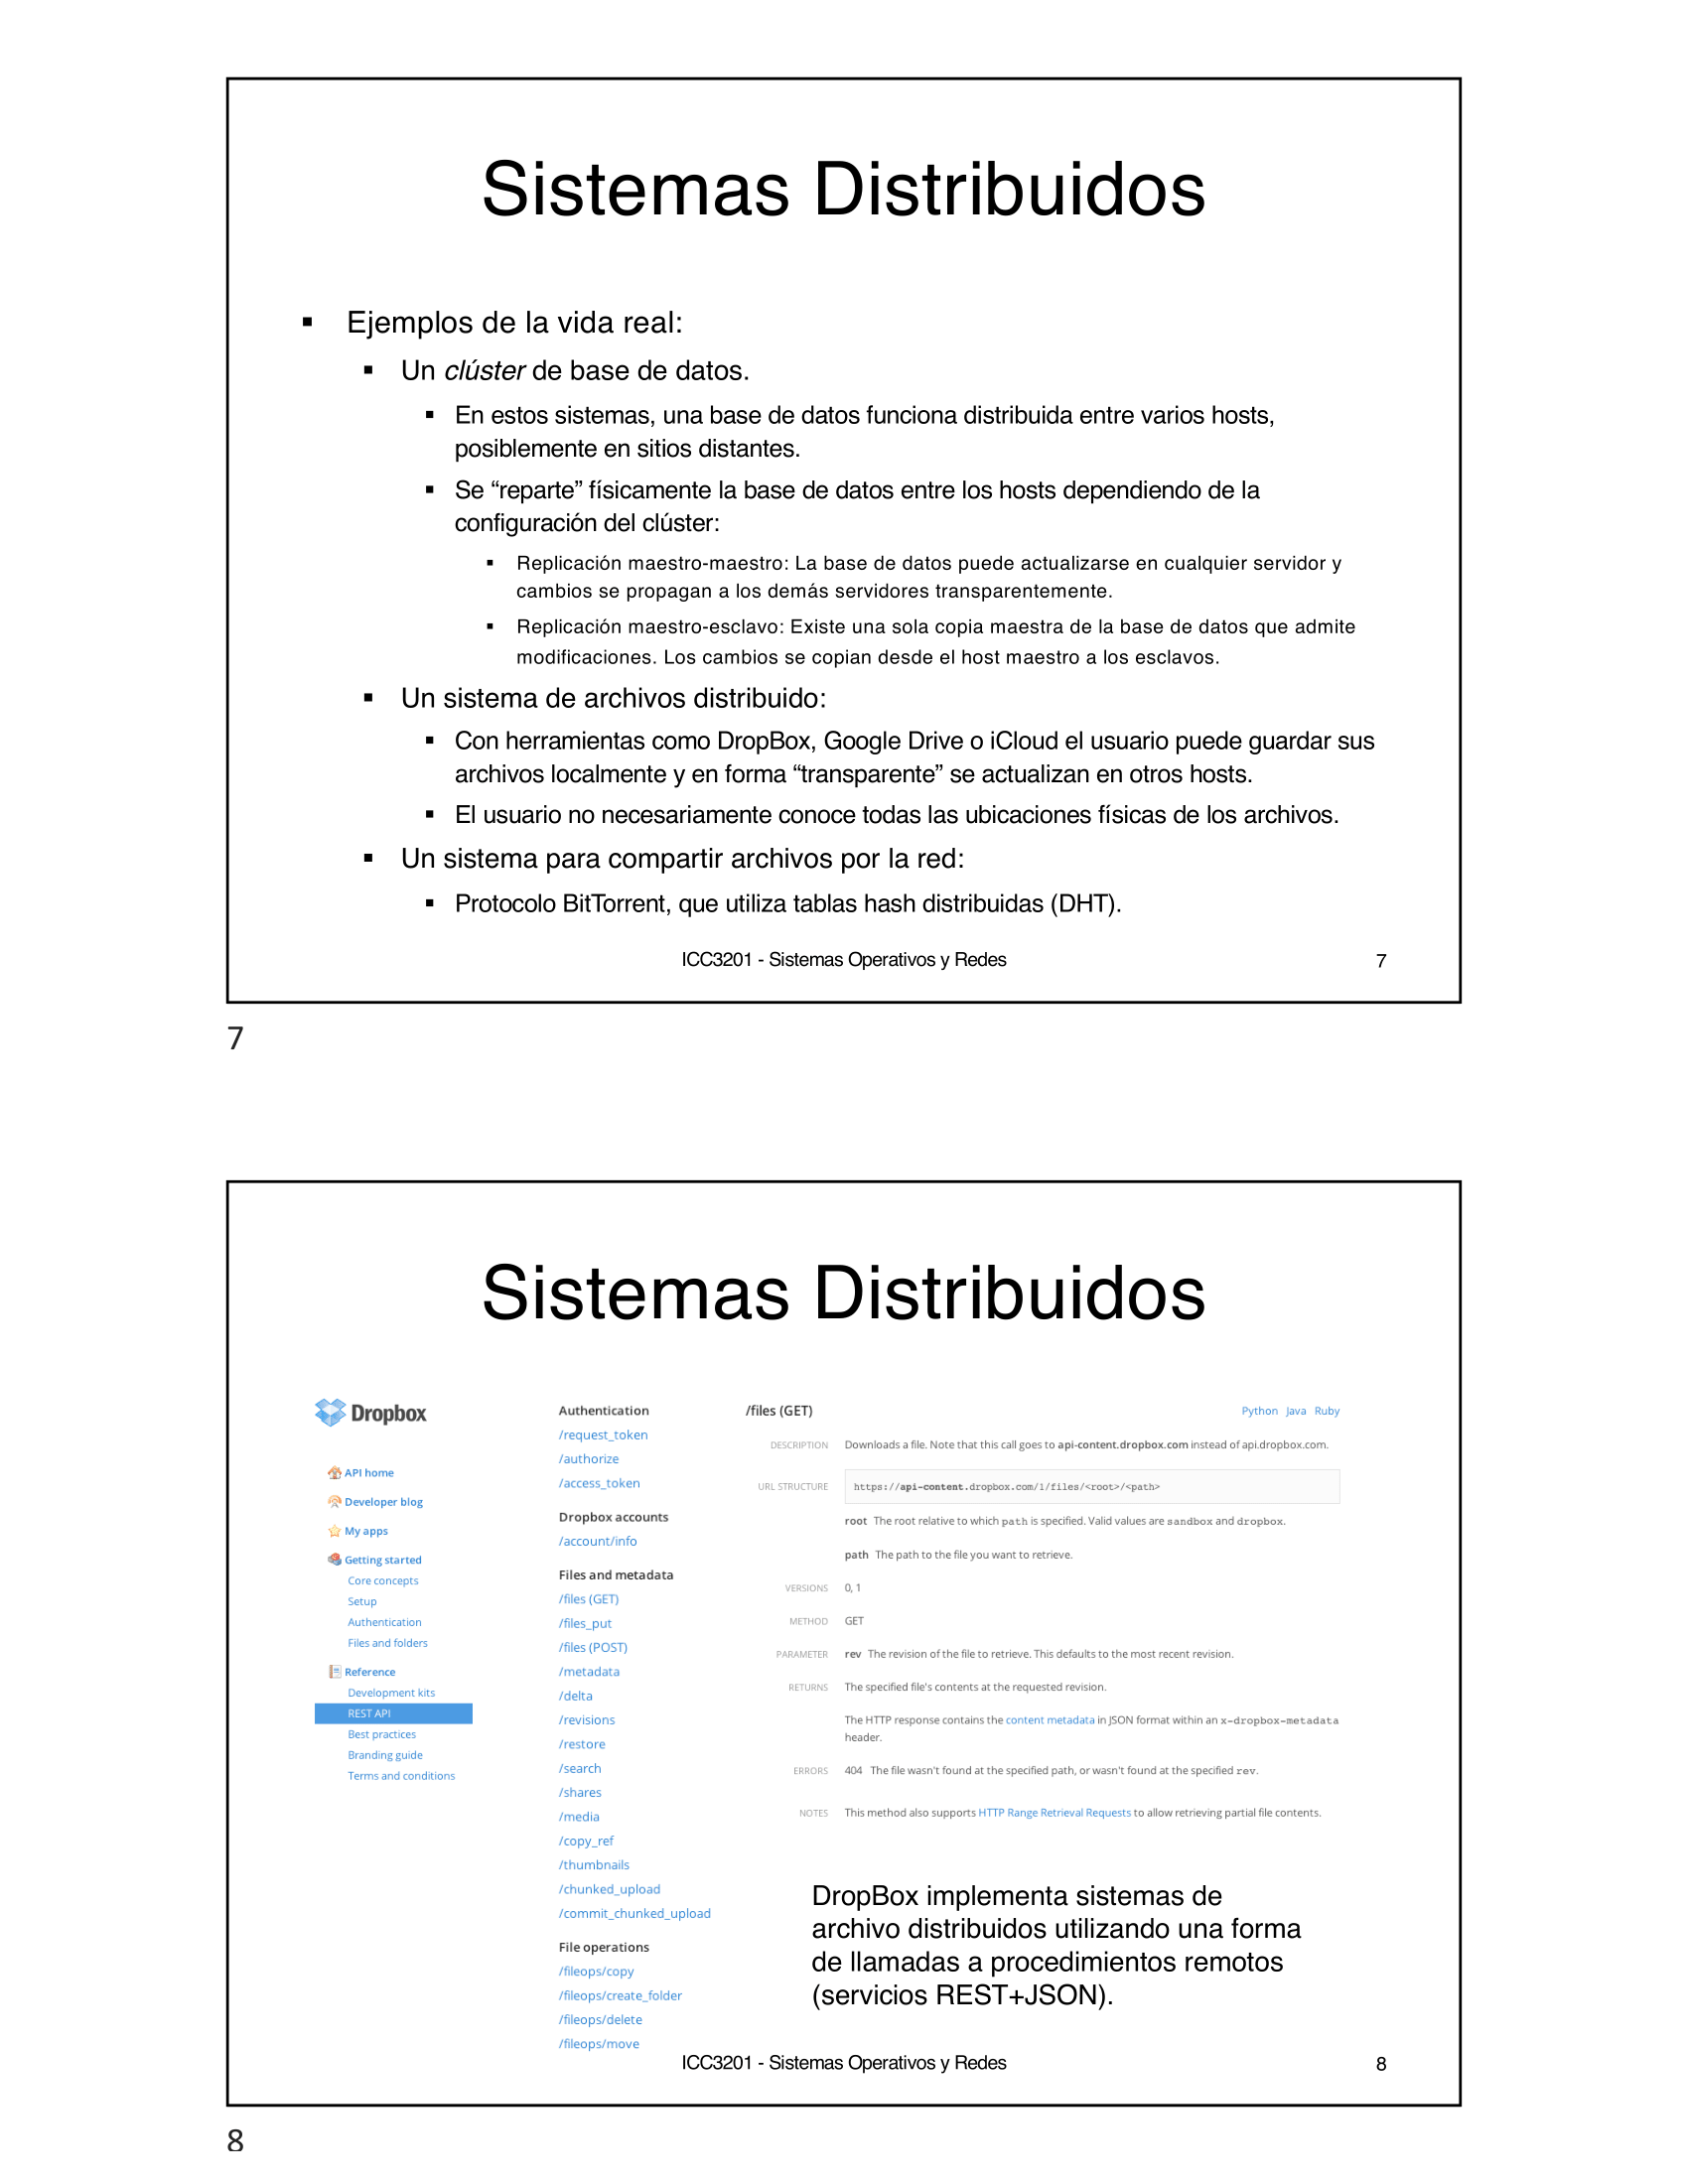 Sistemas Distribuidos
▪ Ejemplos de la vida real:
▪ Un clúster de base de datos.
▪ En estos sistemas, una base de datos funciona distribuida entre varios hosts,
posiblemente en sitios distantes.
▪ Se “reparte” físicamente la base de datos entre los hosts dependiendo de la
configuración del clúster:
▪ Replicación maestro-maestro: La base de datos puede actualizarse en cualquier servidor y
cambios se propagan a los demás servidores transparentemente.
▪ Replicación maestro-esclavo: Existe una sola copia maestra de la base de datos que admite
modificaciones. Los cambios se copian desde el host maestro a los esclavos.
▪ Un sistema de archivos distribuido:
▪ Con herramientas como DropBox, Google Drive o iCloud el usuario puede guardar sus
archivos localmente y en forma “transparente” se actualizan en otros hosts.
▪ El usuario no necesariamente conoce todas las ubicaciones físicas de los archivos.
▪ Un sistema para compartir archivos por la red:
▪ Protocolo BitTorrent, que utiliza tablas hash distribuidas (DHT).
ICC3201 - Sistemas Operativos y Redes 7
7
Sistemas Distribuidos
Dropbox
API home
Developer blog
My apps
Getting started
Core concepts
Setup
Authentication
Files and folders
Reference
Development kits
REST API
Best practices
Branding guide
Terms and conditions
Authentication
/request_token
/authorize
/access_token
Dropbox accounts
/account/info
Files and metadata
/files (GET)
/files_put
/files (POST)
/metadata
/delta
/revisions
/restore
/search
/shares
/media
/copy_ref
/thumbnails
/chunked_upload
/commit_chunked_upload
File operations
/fileops/copy
/fileops/create_folder
/fileops/delete
/fileops/move
/files (GET) Python Java Ruby
DESCRIPTION Downloads a file. Note that this call goes to api-content.dropbox.com instead of api.dropbox.com.
URL STRUCTURE https://api-content.dropbox.com/1/files/<root>/<path>
root The root relative to which path is specified. Valid values are sandbox and dropbox.
path The path to the file you want to retrieve.
VERSIONS 0, 1
METHOD GET
PARAMETER rev The revision of the file to retrieve. This defaults to the most recent revision.
RETURNS The specified file's contents at the requested revision.
The HTTP response contains the content metadata in JSON format within an x-dropbox-metadata
header.
ERRORS 404 The file wasn't found at the specified path, or wasn't found at the specified rev.
NOTES This method also supports HTTP Range Retrieval Requests to allow retrieving partial file contents.
DropBox implementa sistemas de
archivo distribuidos utilizando una forma
de llamadas a procedimientos remotos
(servicios REST+JSON).
ICC3201 - Sistemas Operativos y Redes 8
8